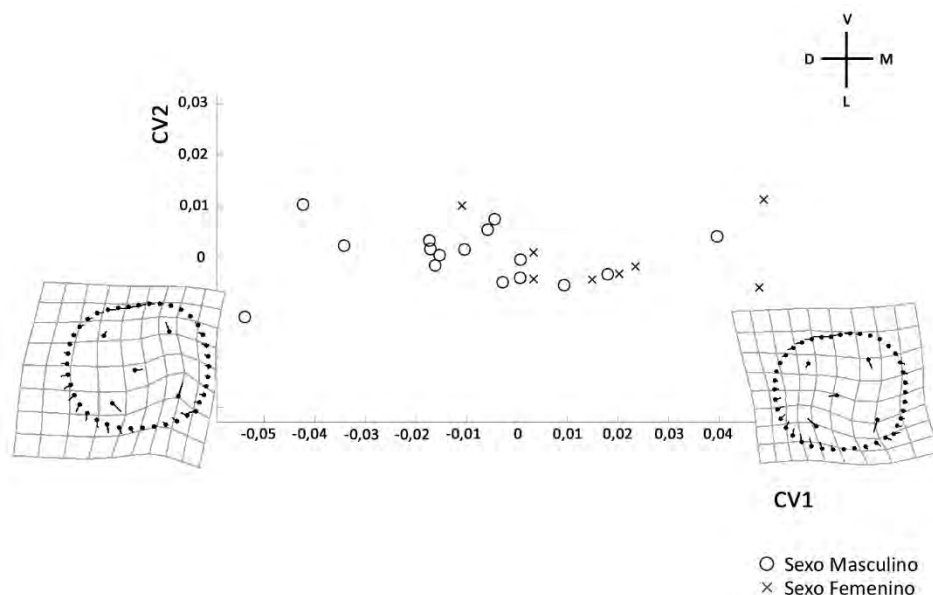 V
D M
L
CV2
0,03
0,02
0,01
0
-0,05 -0,04 -0,03 -0,02 -0,01 0 0,01 0,02 0,03 0,04
CV1
Sexo Masculino
Sexo Femenino